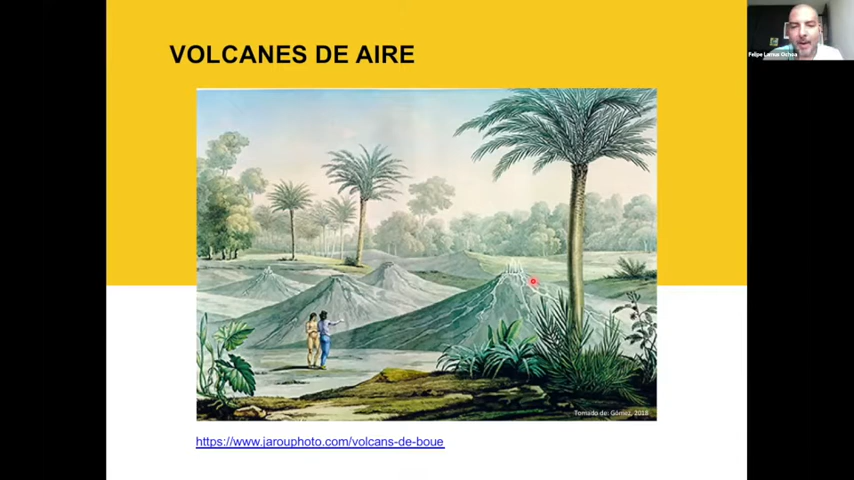 VOLCANES DE AIRE
Felipe Lamus Ochoa
Tomado de: Gómez, 2018
https://www.jarouphoto.com/volcans-de-boue